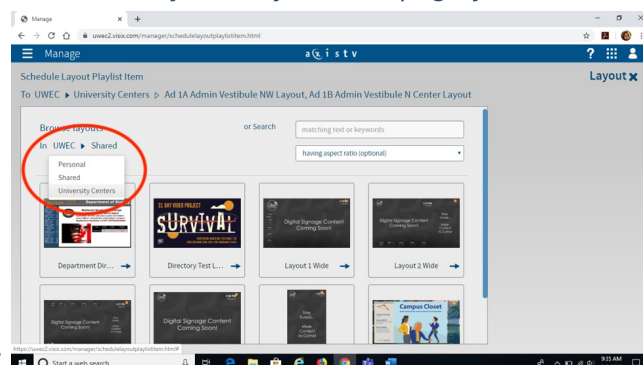 Manage
uwec2.visix.com/manager/schedulelayoutplaylistitem.html
Manage
axistv
?
Schedule Layout Playlist Item
Layout
To UWEC ▸ University Centers ▹ Ad 1A Admin Vestibule NW Layout, Ad 1B Admin Vestibule N Center Layout
Browse layouts
or Search
matching text or keywords
In UWEC ▸ Shared
having aspect ratio (optional)
Personal
Shared
University Centers
21 DAY VIDEO PROJECT
SURVIVAL
Digital Signage Content
Coming Soon!
Digital Signage Content
Coming Soon!
Department Dir...
Directory Test L...
Layout 1 Wide
Layout 2 Wide
Digital Signage Content
Coming Soon!
Digital Signage Content
Coming Soon!
Campus Closet
https://uwec2.visix.com/manager/schedulelayoutplaylistitem.html#
Start a web search
9:35 AM